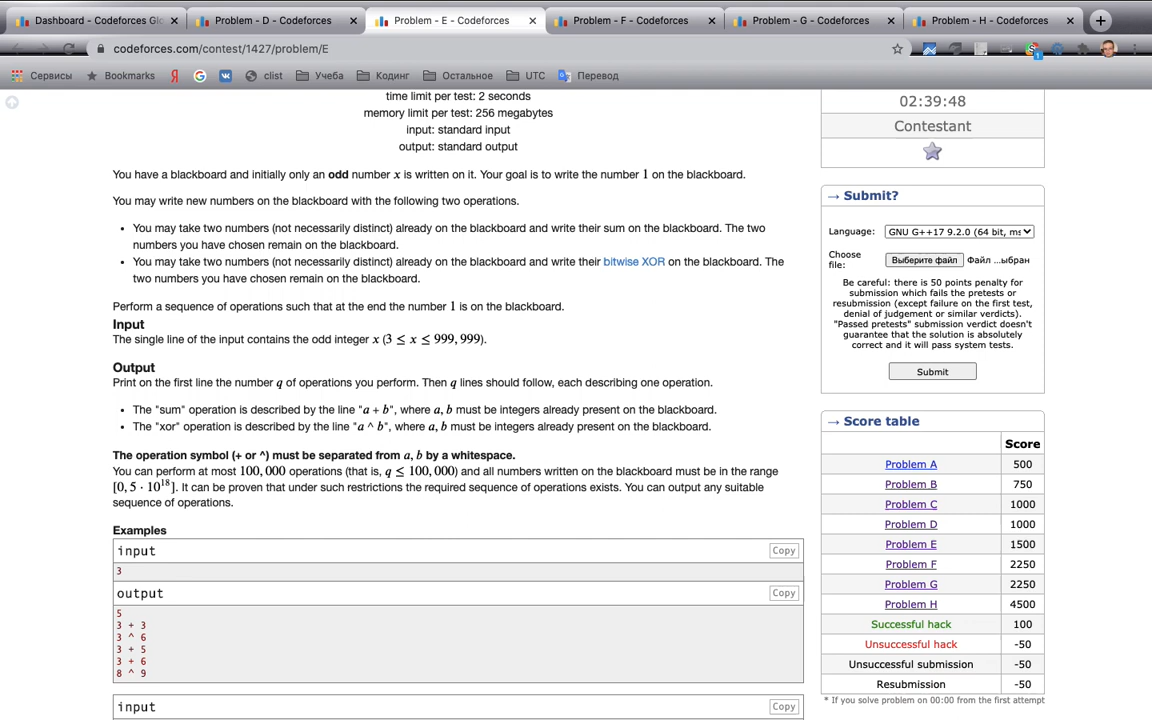 Dashboard - Codeforces Glo
Problem - D - Codeforces
Problem - E - Codeforces
Problem - F - Codeforces
Problem - G - Codeforces
Problem - H - Codeforces
codeforces.com/contest/1427/problem/E
Сервисы
Bookmarks
clist
Учеба
Кодинг
Остальное
UTC
Перевод
time limit per test: 2 seconds
memory limit per test: 256 megabytes
input: standard input
output: standard output
You have a blackboard and initially only an odd number x is written on it. Your goal is to write the number 1 on the blackboard.
You may write new numbers on the blackboard with the following two operations.
• You may take two numbers (not necessarily distinct) already on the blackboard and write their sum on the blackboard. The two
numbers you have chosen remain on the blackboard.
• You may take two numbers (not necessarily distinct) already on the blackboard and write their bitwise XOR on the blackboard. The
two numbers you have chosen remain on the blackboard.
Perform a sequence of operations such that at the end the number 1 is on the blackboard.
Input
The single line of the input contains the odd integer x (3 ≤ x ≤ 999,999).
Output
Print on the first line the number q of operations you perform. Then q lines should follow, each describing one operation.
• The "sum" operation is described by the line "a + b", where a, b must be integers already present on the blackboard.
• The "xor" operation is described by the line "a ^ b", where a, b must be integers already present on the blackboard.
The operation symbol (+ or ^) must be separated from a, b by a whitespace.
You can perform at most 100,000 operations (that is, q ≤ 100,000) and all numbers written on the blackboard must be in the range
[0, 5 · 10^18]. It can be proven that under such restrictions the required sequence of operations exists. You can output any suitable
sequence of operations.
Examples
input
Copy
3
output
Copy
5
3 + 3
3 ^ 6
3 + 5
3 + 6
8 ^ 9
input
Copy
02:39:48
Contestant
→ Submit?
Language:
GNU G++17 9.2.0 (64 bit, ms
Choose
file:
Выберите файл
Файл ...ыбран
Be careful: there is 50 points penalty for
submission which fails the pretests or
resubmission (except failure on the first test,
denial of judgement or similar verdicts).
"Passed pretests" submission verdict doesn't
guarantee that the solution is absolutely
correct and it will pass system tests.
Submit
→ Score table
Score
Problem A 500
Problem B 750
Problem C 1000
Problem D 1000
Problem E 1500
Problem F 2250
Problem G 2250
Problem H 4500
Successful hack 100
Unsuccessful hack -50
Unsuccessful submission -50
Resubmission -50
* If you solve problem on 00:00 from the first attempt